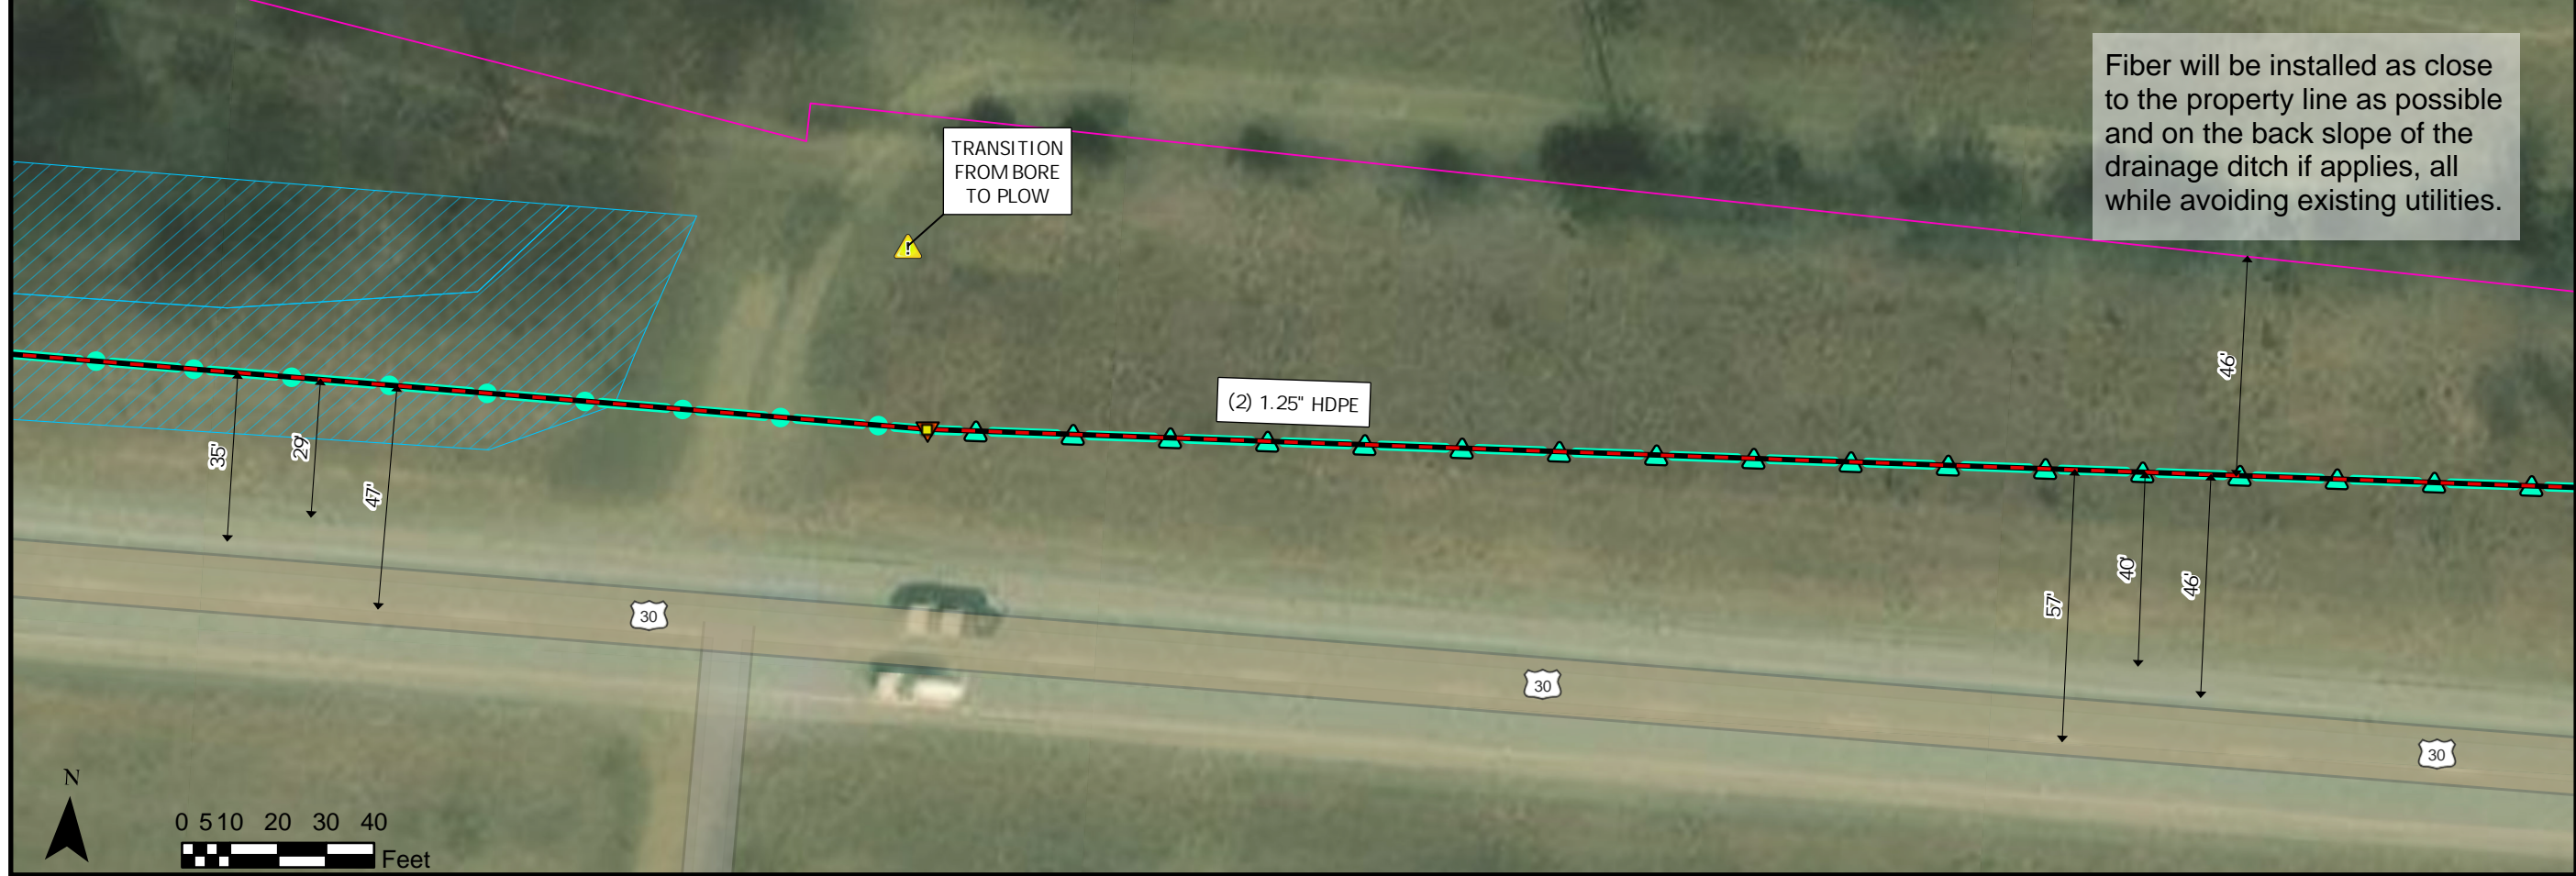 Fiber will be installed as close
to the property line as possible
and on the back slope of the
drainage ditch if applies, all
while avoiding existing utilities.
TRANSITION
FROM BORE
TO PLOW
!
(2) 1.25" HDPE
46'
35'
29'
47'
57'
40'
46'
30
30
30
N
0 5 10 20 30 40
Feet